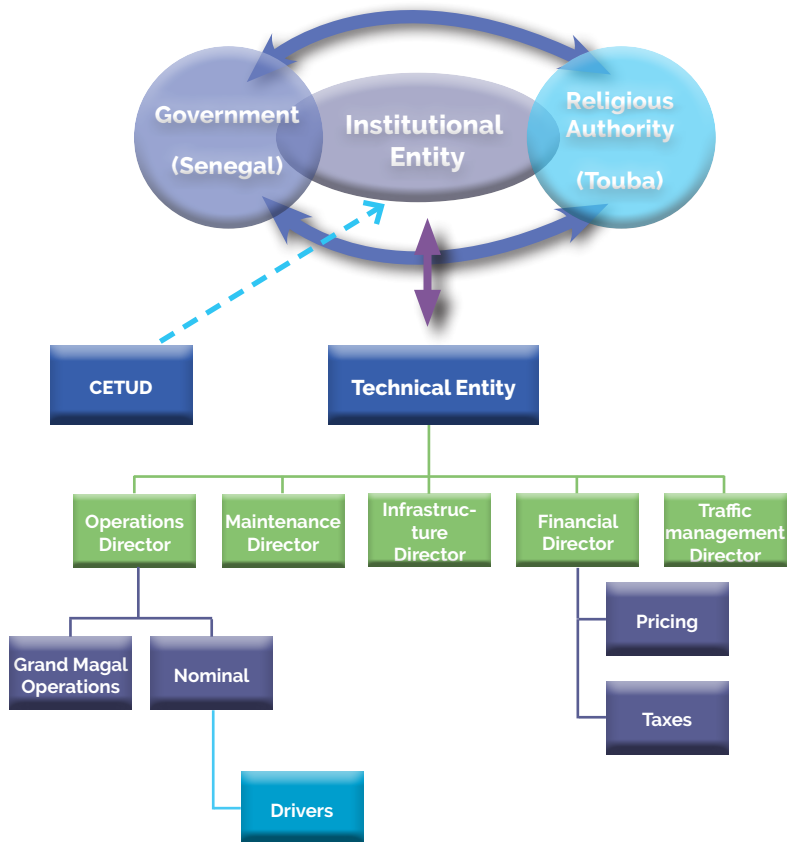 Government
(Senegal)
Institutional
Entity
Religious
Authority
(Touba)
CETUD
Technical Entity
Operations
Director
Maintenance
Director
Infrastruc-
ture
Director
Financial
Director
Traffic
management
Director
Grand Magal
Operations
Nominal
Pricing
Taxes
Drivers